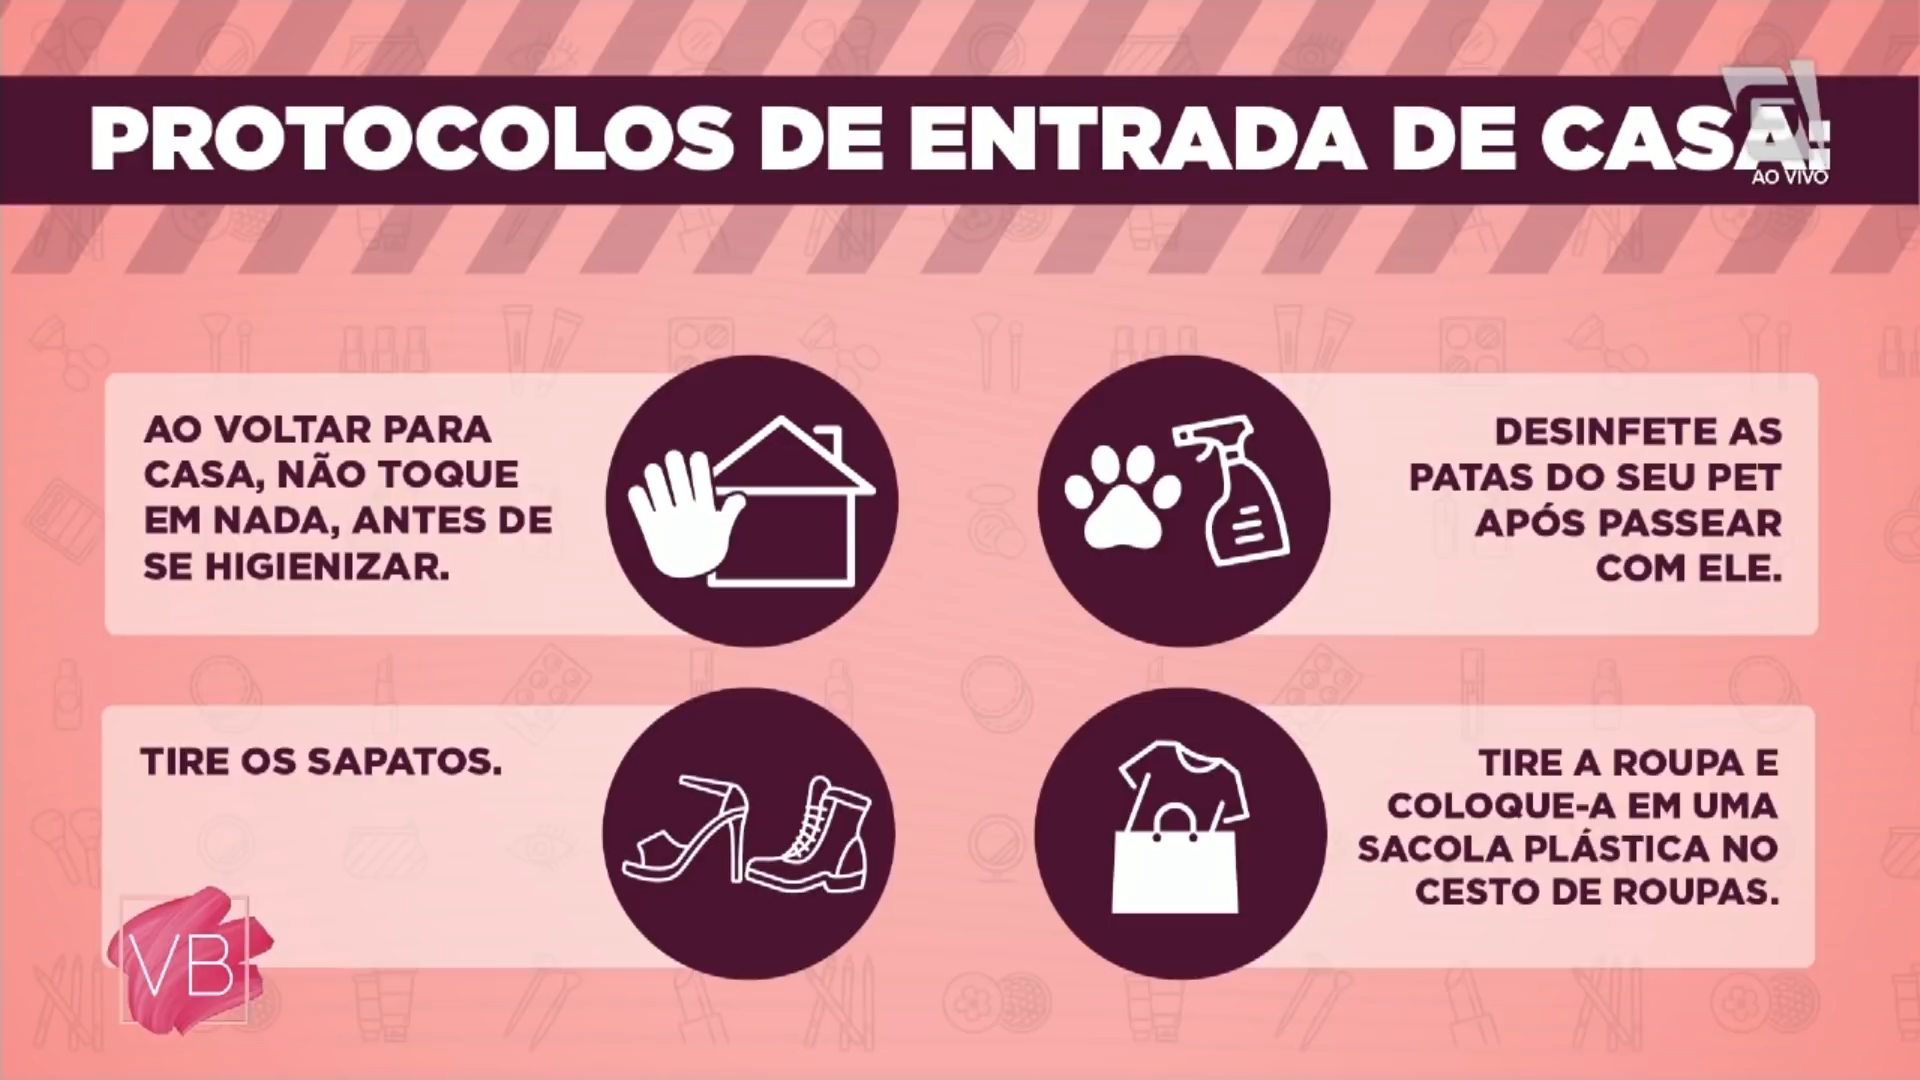 PROTOCOLOS DE ENTRADA DE CASA:
AO VIVO
AO VOLTAR PARA
CASA, NÃO TOQUE
EM NADA, ANTES DE
SE HIGIENIZAR.
DESINFETE AS
PATAS DO SEU PET
APÓS PASSEAR
COM ELE.
TIRE OS SAPATOS.
TIRE A ROUPA E
COLOQUE-A EM UMA
SACOLA PLÁSTICA NO
CESTO DE ROUPAS.
VB